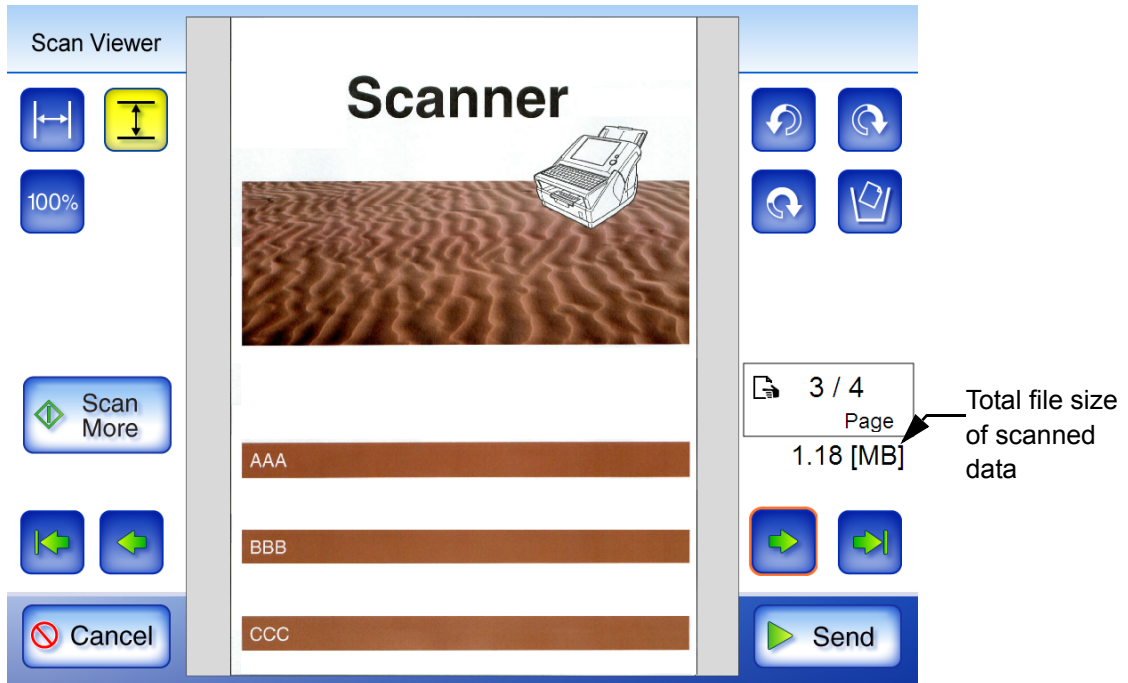 Scan Viewer
Scanner
100%
3 / 4
Page
1.18 [MB]
Total file size
of scanned
data
Scan
More
AAA
BBB
CCC
Cancel
Send